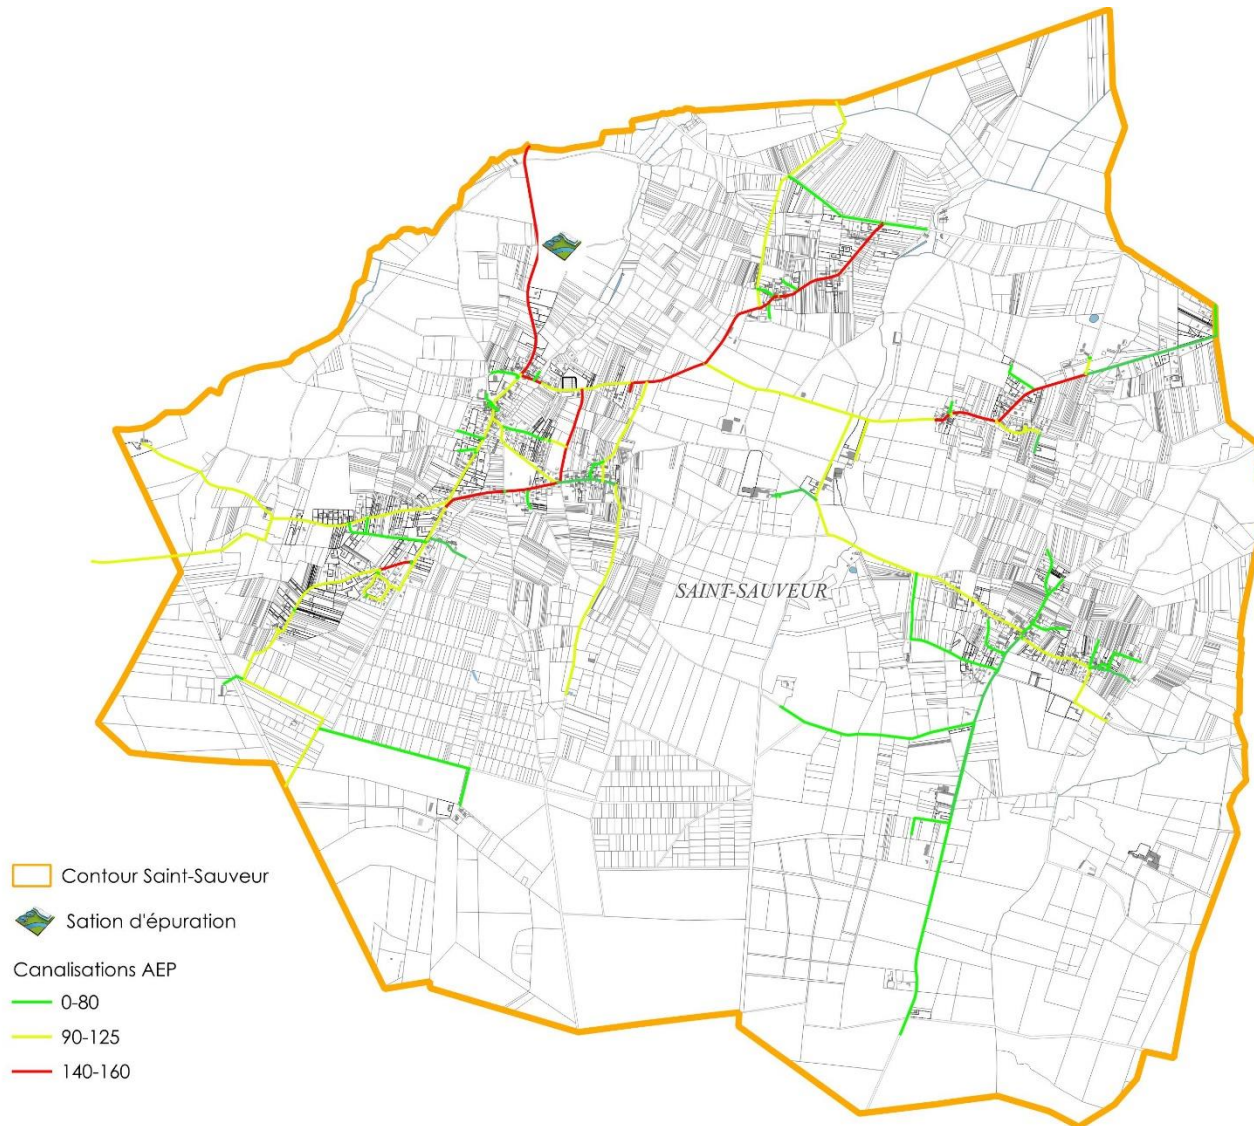 SAINT-SAUVEUR
Contour Saint-Sauveur
Sation d'épuration
Canalisations AEP
0-80
90-125
140-160